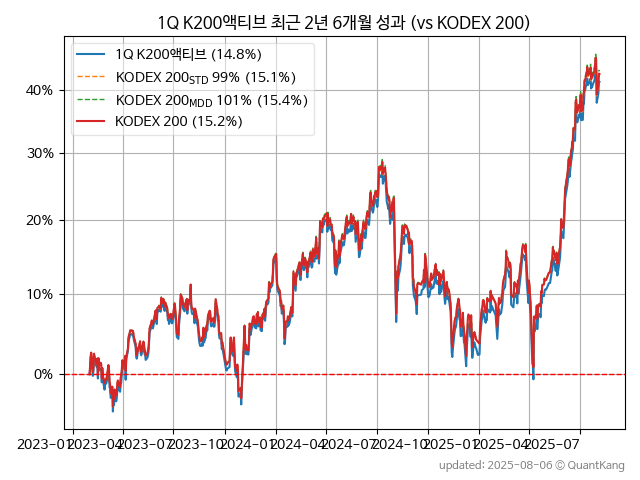 1Q K200액티브 최근 2년 6개월 성과 (vs KODEX 200)
1Q K200액티브 (14.8%)
KODEX 200STD 99% (15.1%)
KODEX 200MDD 101% (15.4%)
KODEX 200 (15.2%)
40%
30%
20%
10%
0%
2023-01 2023-04 2023-07 2023-10 2024-01 2024-04 2024-07 2024-10 2025-01 2025-04 2025-07
updated: 2025-08-06 © QuantKang